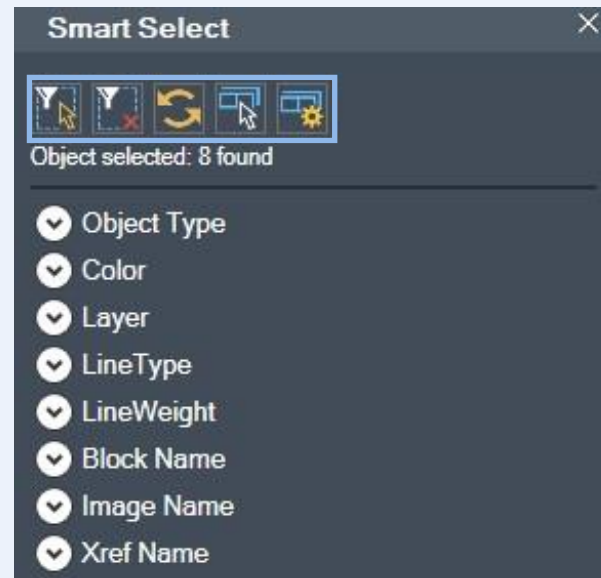 Smart Select
Object selected: 8 found
Object Type
Color
Layer
LineType
LineWeight
Block Name
Image Name
Xref Name